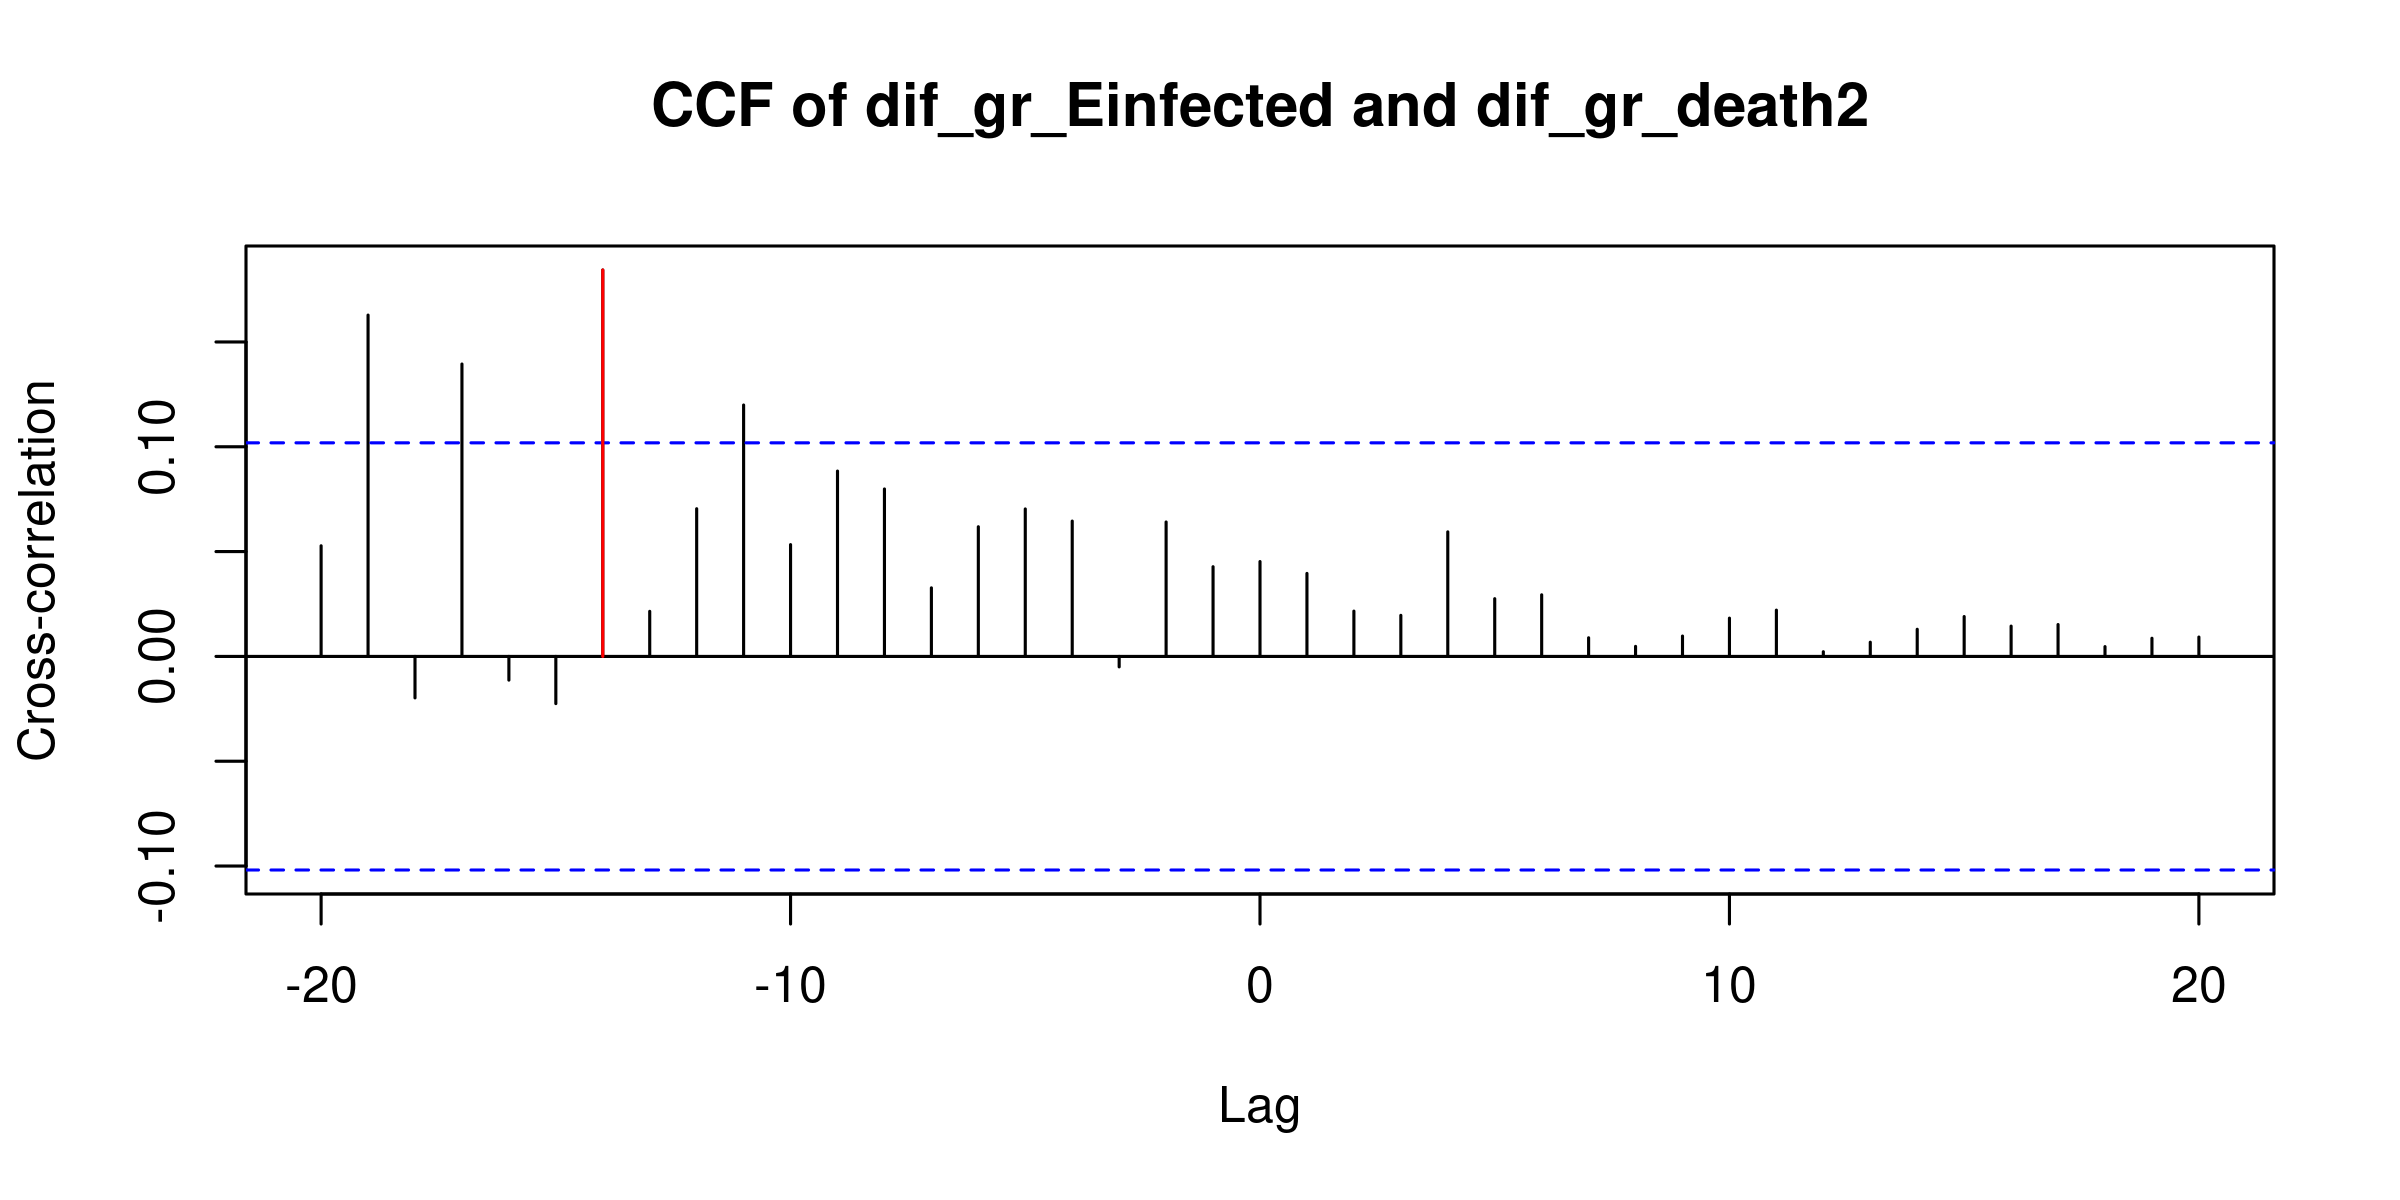 CCF of dif_gr_Einfected and dif_gr_death2
Cross-correlation
0.10
0.00
-0.10
-20 -10 0 10 20
Lag